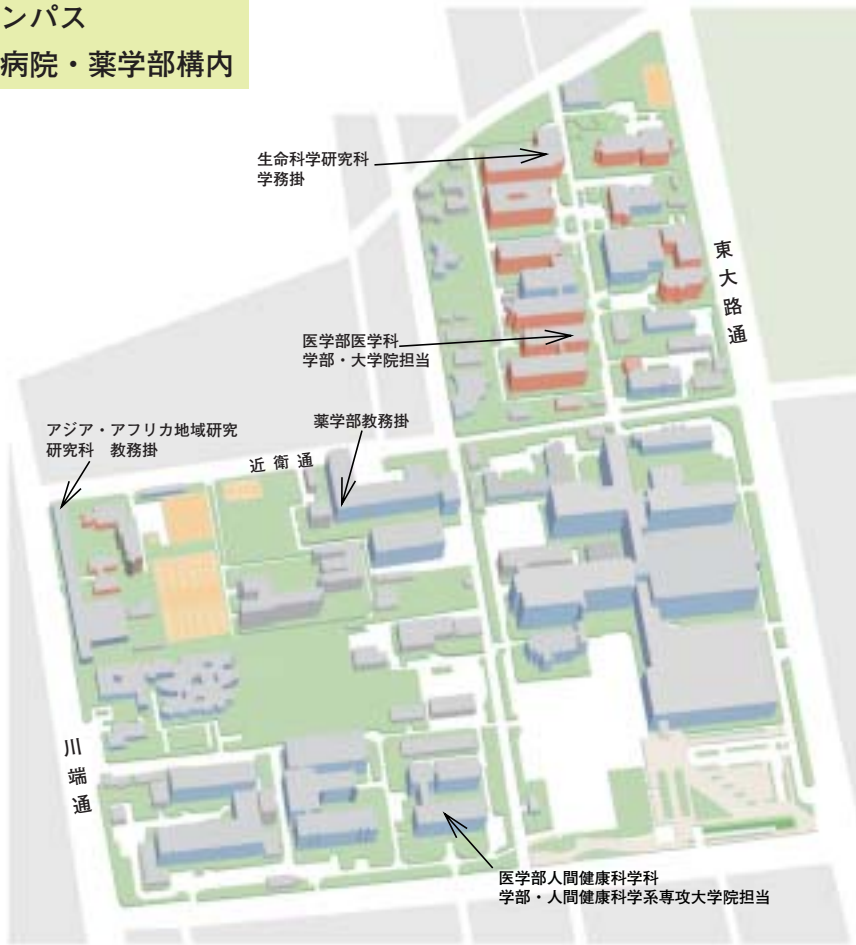 ンパス
病院・薬学部構内
生命科学研究科
学務掛
東大路通
医学部医学科
学部・大学院担当
アジア・アフリカ地域研究
研究科 教務掛
薬学部教務掛
近衛通
川端通
医学部人間健康科学科
学部・人間健康科学系専攻大学院担当